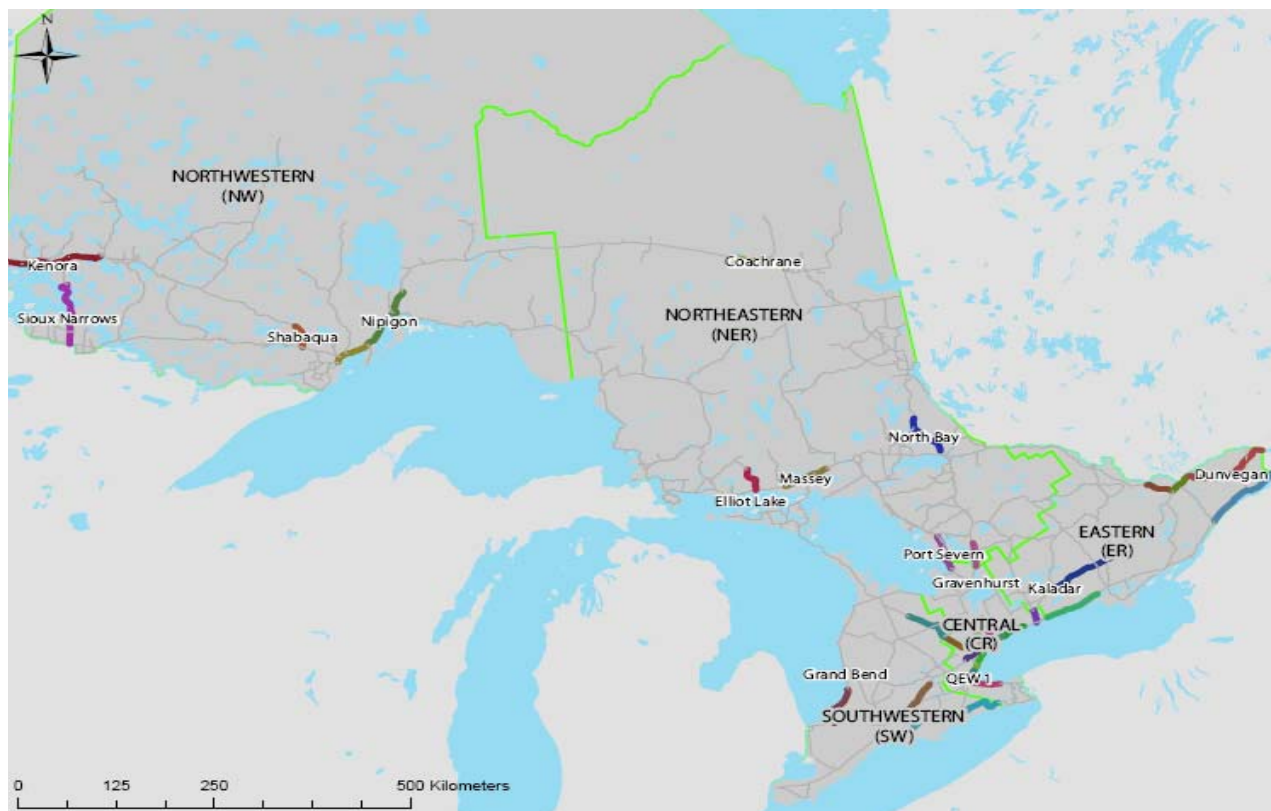 N
NORTHWESTERN
(NW)
Coachrane
Kenora
NORTHEASTERN
(NER)
Sioux Narrows
Nipigon
Shabaqua
North Bay
Massey
Dunvegan
Elliot Lake
EASTERN
(ER)
Port Severn
Gravenhurst
Kaladar
CENTRAL
(CR)
Grand Bend
QEW 1
SOUTHWESTERN
(SW)
0 125 250 500 Kilometers